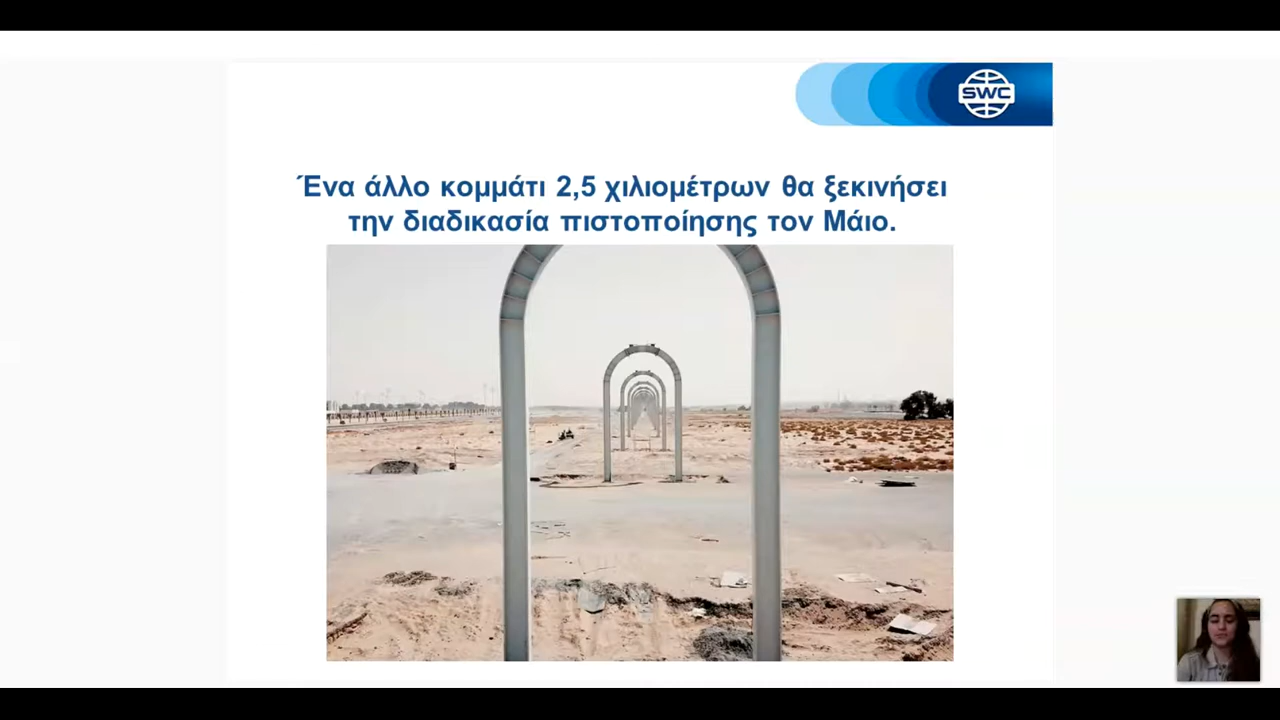 SWC
Ένα άλλο κομμάτι 2,5 χιλιομέτρων θα ξεκινήσει
την διαδικασία πιστοποίησης τον Μάιο.